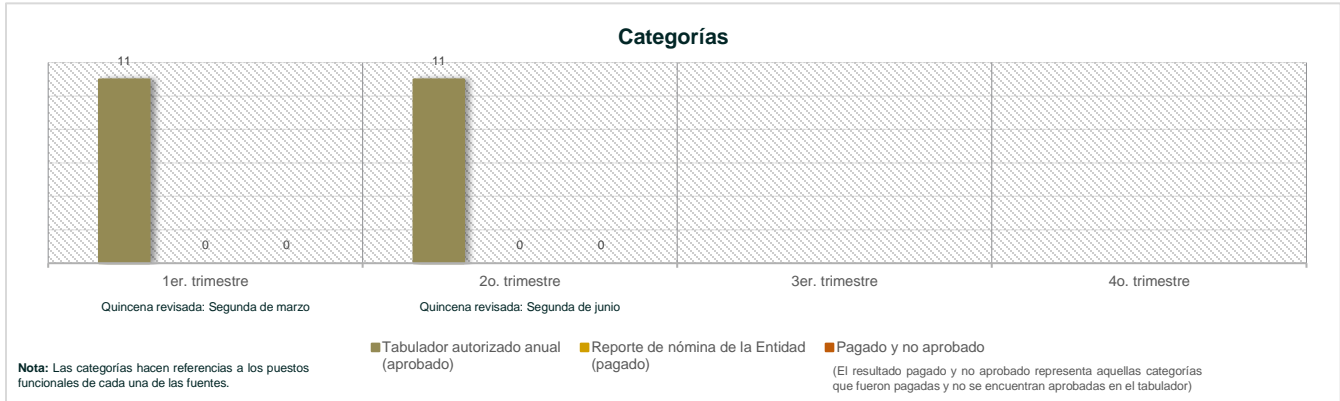 Categorías
11
11
0
0
0
0
1er. trimestre
2o. trimestre
3er. trimestre
4o. trimestre
Quincena revisada: Segunda de marzo
Quincena revisada: Segunda de junio
Tabulador autorizado anual
(aprobado)
Reporte de nómina de la Entidad
(pagado)
Pagado y no aprobado
(El resultado pagado y no aprobado representa aquellas categorías
que fueron pagadas y no se encuentran aprobadas en el tabulador)
Nota: Las categorías hacen referencias a los puestos
funcionales de cada una de las fuentes.